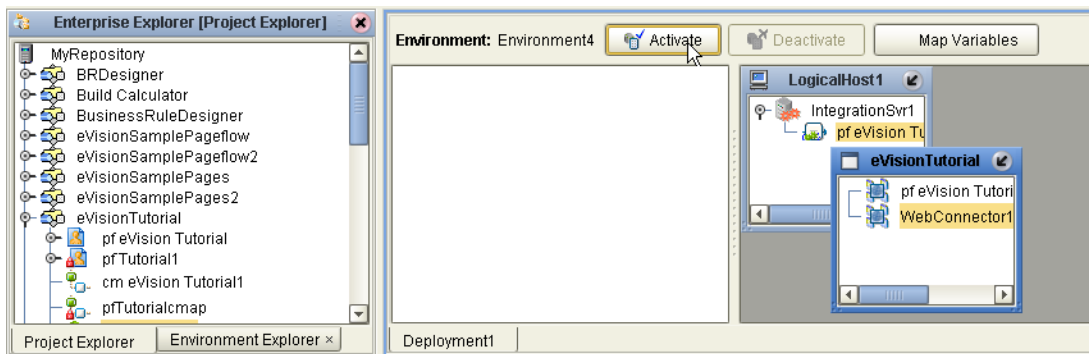 Enterprise Explorer [Project Explorer]
MyRepository
BRDesigner
Build Calculator
BusinessRuleDesigner
eVisionSamplePageflow
eVisionSamplePageflow2
eVisionSamplePages
eVisionSamplePages2
eVisionTutorial
pf eVision Tutorial
pfTutorial1
cm eVision Tutorial1
pfTutorialcmap
Project Explorer
Environment Explorer ×
Environment: Environment4
Activate
Deactivate
Map Variables
LogicalHost1
IntegrationSvr1
pf eVision Tu
eVisionTutorial
pf eVision Tutori
WebConnector1
Deployment1